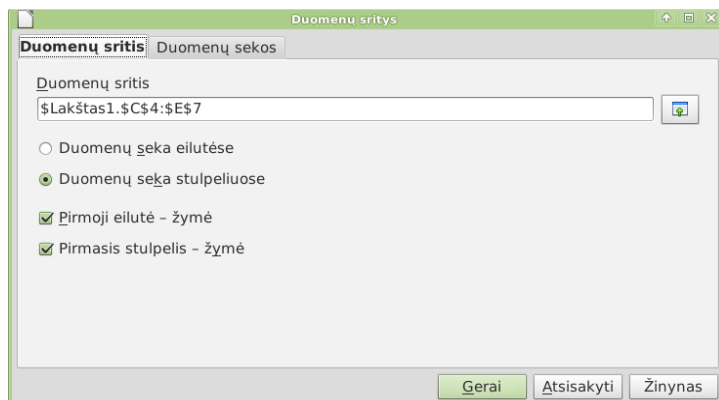 Duomenų sritys
Duomenų sritis Duomenų sekos
Duomenų sritis
$Lakštas1.$C$4:$E$7
Duomenų seka eilutėse
Duomenų seka stulpeliuose
Pirmoji eilutė – žymė
Pirmasis stulpelis – žymė
Gerai Atsisakyti Žinynas